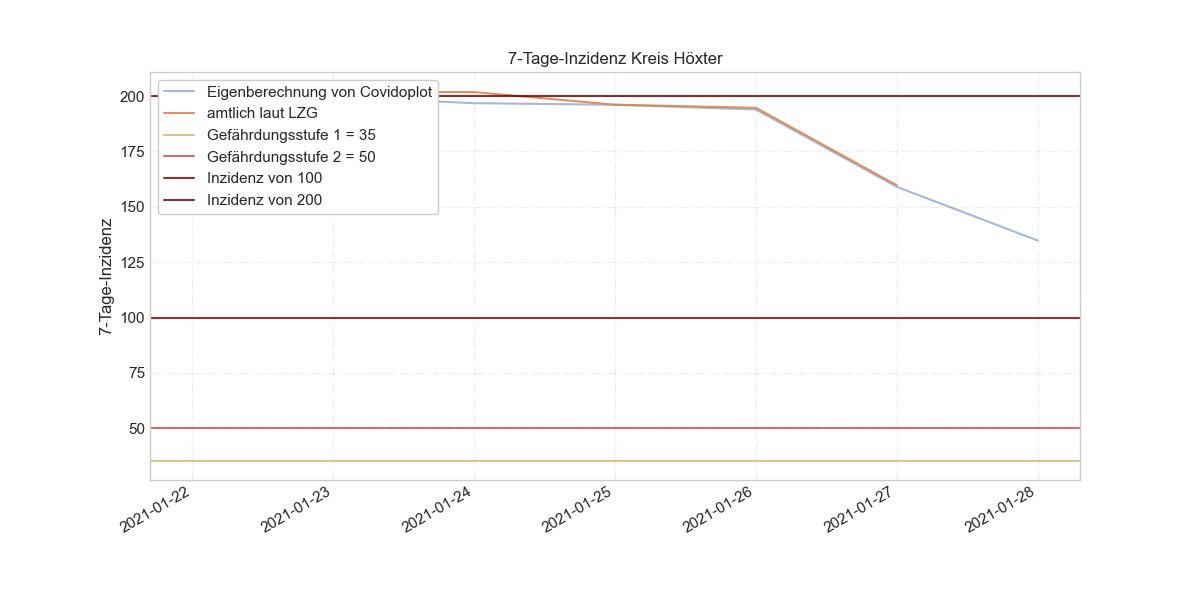 7-Tage-Inzidenz Kreis Höxter
Eigenberechnung von Covidoplot
amtlich laut LZG
Gefährdungsstufe 1 = 35
Gefährdungsstufe 2 = 50
Inzidenz von 100
Inzidenz von 200
7-Tage-Inzidenz
200
175
150
125
100
75
50
2021-01-22
2021-01-23
2021-01-24
2021-01-25
2021-01-26
2021-01-27
2021-01-28